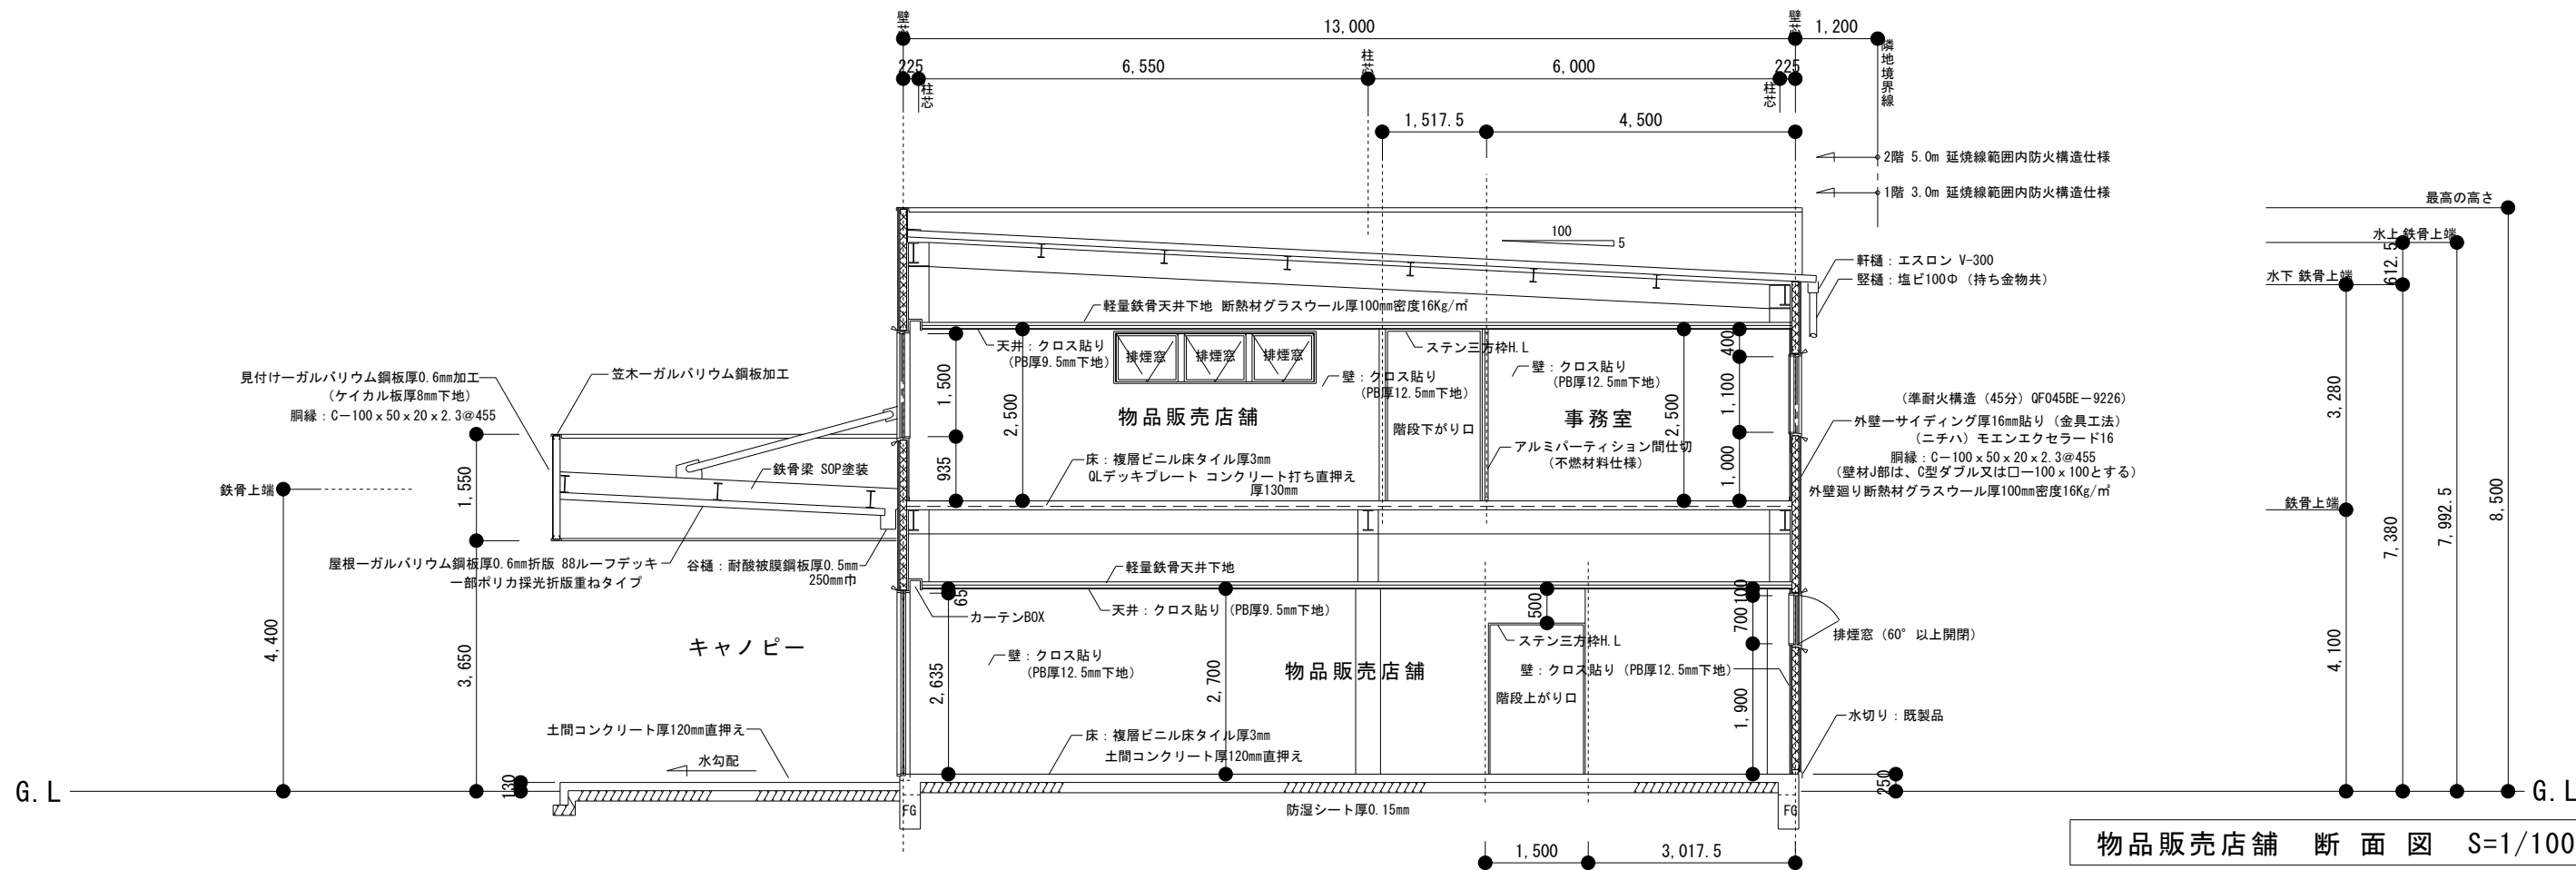 壁芯
13,000
壁芯
1,200
隣地境界線
225
柱芯
6,550
柱芯
6,000
225
柱芯
1,517.5
4,500
2階 5.0m 延焼線範囲内防火構造仕様
1階 3.0m 延焼線範囲内防火構造仕様
最高の高さ
水上 鉄骨上端
水下 鉄骨上端
612.5
100
5
軒樋：エスロン V-300
竪樋：塩ビ100Φ（持ち金物共）
軽量鉄骨天井下地 断熱材グラスウール厚100mm密度16Kg/㎥
天井：クロス貼り
(PB厚9.5mm下地)
排煙窓
排煙窓
排煙窓
ステン三方枠H.L
壁：クロス貼り
(PB厚12.5mm下地)
壁：クロス貼り
(PB厚12.5mm下地)
400
1,100
1,000
2,500
1,500
935
2,500
物品販売店舗
事務室
階段下がり口
アルミパーティション間仕切
(不燃材料仕様)
床：複層ビニル床タイル厚3mm
QLデッキプレート コンクリート打ち直押え
厚130mm
見付けーガルバリウム鋼板厚0.6mm加工
(ケイカル板厚8mm下地)
胴縁：C－100ｘ50ｘ20ｘ2.3@455
笠木ーガルバリウム鋼板加工
鉄骨梁 SOP塗装
1,550
鉄骨上端
屋根ーガルバリウム鋼板厚0.6mm折版 88ルーフデッキ
一部ポリカ採光折版重ねタイプ
谷樋：耐酸被膜鋼板厚0.5mm
250mm巾
(準耐火構造（45分）QF045BE－9226)
外壁ーサイディング厚16mm貼り（金具工法）
(ニチハ）モエンエクセラード16
胴縁：C－100ｘ50ｘ20ｘ2.3@455
(壁材J部は、C型ダブル又は口ー100ｘ100とする)
外壁廻り断熱材グラスウール厚100mm密度16Kg/㎥
鉄骨上端
3,280
4,100
7,380
7,992.5
8,500
4,400
3,650
キャノピー
軽量鉄骨天井下地
天井：クロス貼り (PB厚9.5mm下地)
カーテンBOX
65
2,635
壁：クロス貼り
(PB厚12.5mm下地)
2,700
物品販売店舗
500
ステン三方枠H.L
壁：クロス貼り (PB厚12.5mm下地)
階段上がり口
100
700
1,900
排煙窓（60°以上開閉）
水切り：既製品
土間コンクリート厚120mm直押え
水勾配
床：複層ビニル床タイル厚3mm
土間コンクリート厚120mm直押え
G.L
130
FG
防湿シート厚0.15mm
FG
250
G.L
1,500
3,017.5
物品販売店舗 断面図 S=1/100